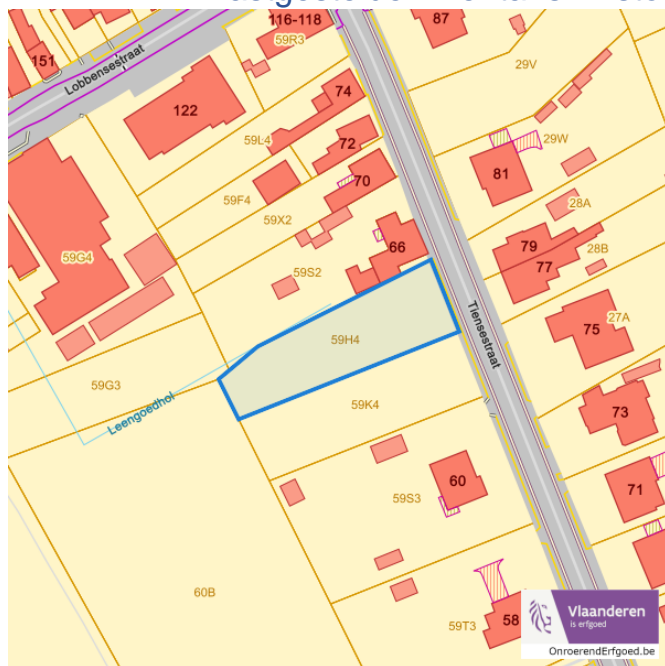 116-118
87
59R3
151
Lobbensestraat
29V
74
122
59L4
72
29W
81
70
59F4
28A
59X2
66
79
28B
59G4
77
59S2
27A
75
Tiensestraat
59H4
59G3
59K4
73
Leengoedhof
60
71
59S3
60B
58
59T3
Vlaanderen
is erfgoed
OnroerendErfgoed.be